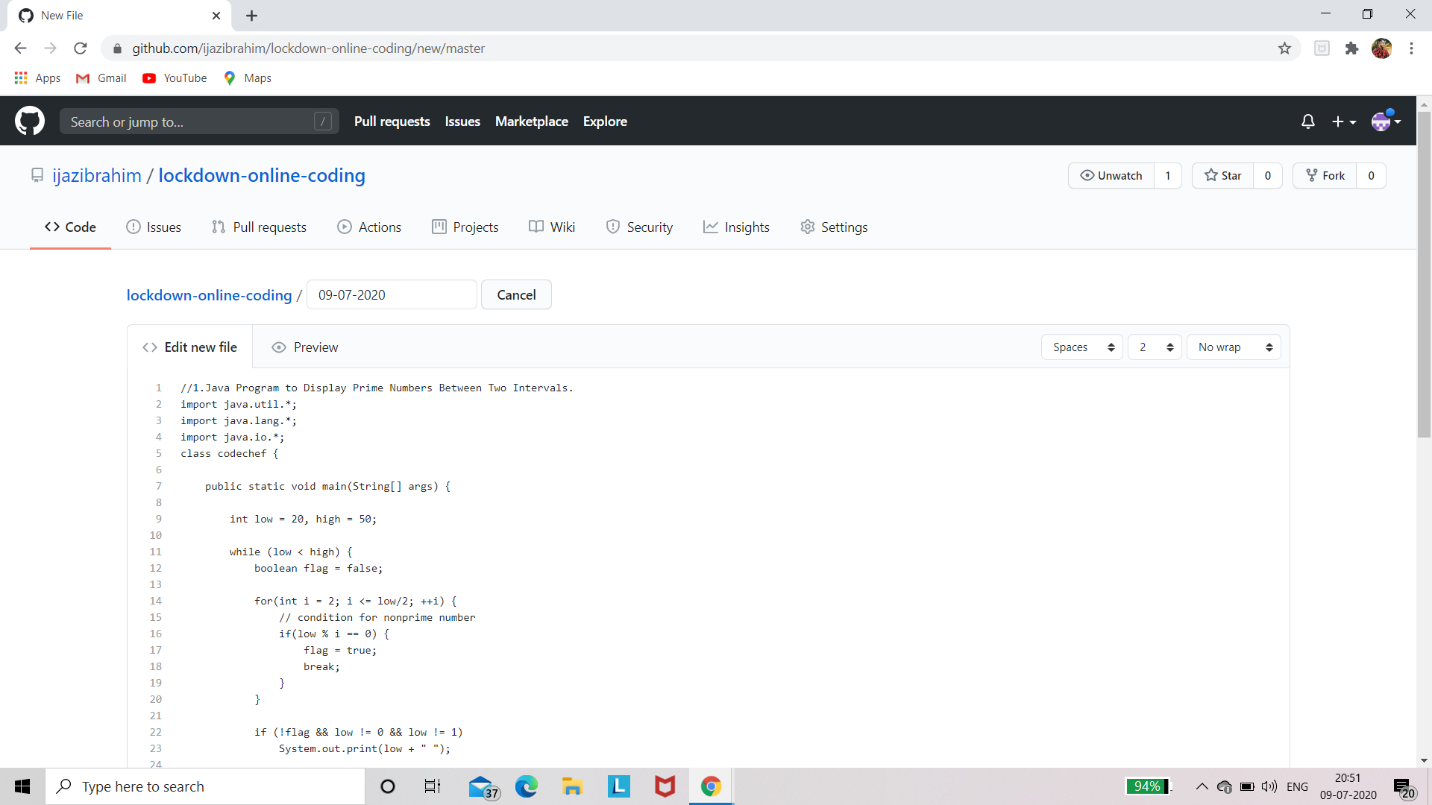 New File
github.com/ijazibrahim/lockdown-online-coding/new/master
Apps Gmail YouTube Maps
Search or jump to... / Pull requests Issues Marketplace Explore
ijazibrahim / lockdown-online-coding Unwatch 1 Star 0 Fork 0
<> Code Issues Pull requests Actions Projects Wiki Security Insights Settings
lockdown-online-coding / 09-07-2020 Cancel
<> Edit new file Preview Spaces 2 No wrap
1 //1.Java Program to Display Prime Numbers Between Two Intervals.
2 import java.util.*;
3 import java.lang.*;
4 import java.io.*;
5 class codechef {
6
7 public static void main(String[] args) {
8
9 int low = 20, high = 50;
10
11 while (low < high) {
12 boolean flag = false;
13
14 for(int i = 2; i <= low/2; ++i) {
15 // condition for nonprime number
16 if(low % i == 0) {
17 flag = true;
18 break;
19 }
20 }
21
22 if (!flag && low != 0 && low != 1)
23 System.out.print(low + " ");
24
Type here to search 37 L 94% ENG 20:51
09-07-2020 20